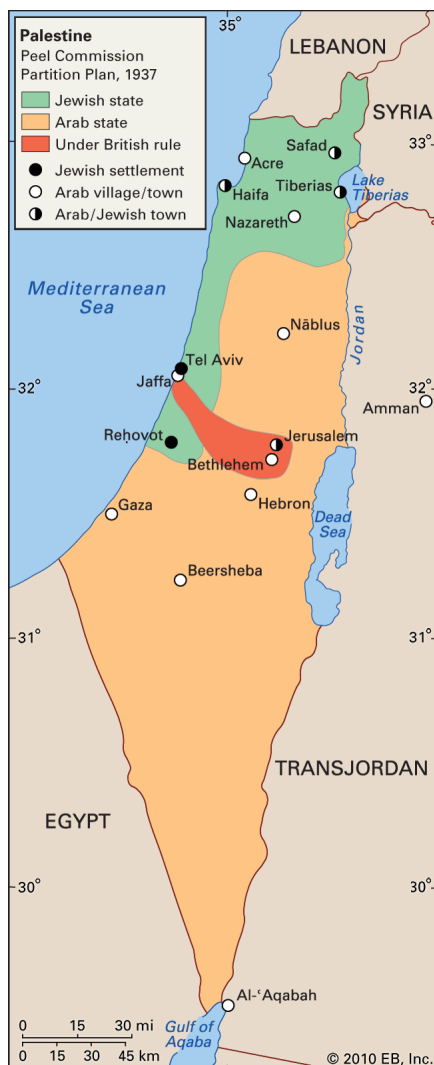 Palestine
Peel Commission
Partition Plan, 1937
Jewish state
Arab state
Under British rule
Jewish settlement
Arab village/town
Arab/Jewish town
35°
LEBANON
SYRIA
33°
Safad
Acre
Haifa
Tiberias
Lake
Tiberias
Nazareth
Mediterranean
Sea
Nāblus
Jordan
Tel Aviv
Jaffa
32°
32°
Amman
Reḥovot
Jerusalem
Bethlehem
Gaza
Hebron
Dead
Sea
Beersheba
31°
31°
TRANSJORDAN
EGYPT
30°
30°
Al-ʿAqabah
Gulf of
Aqaba
0 15 30 mi
0 15 30 45 km
© 2010 EB, Inc.